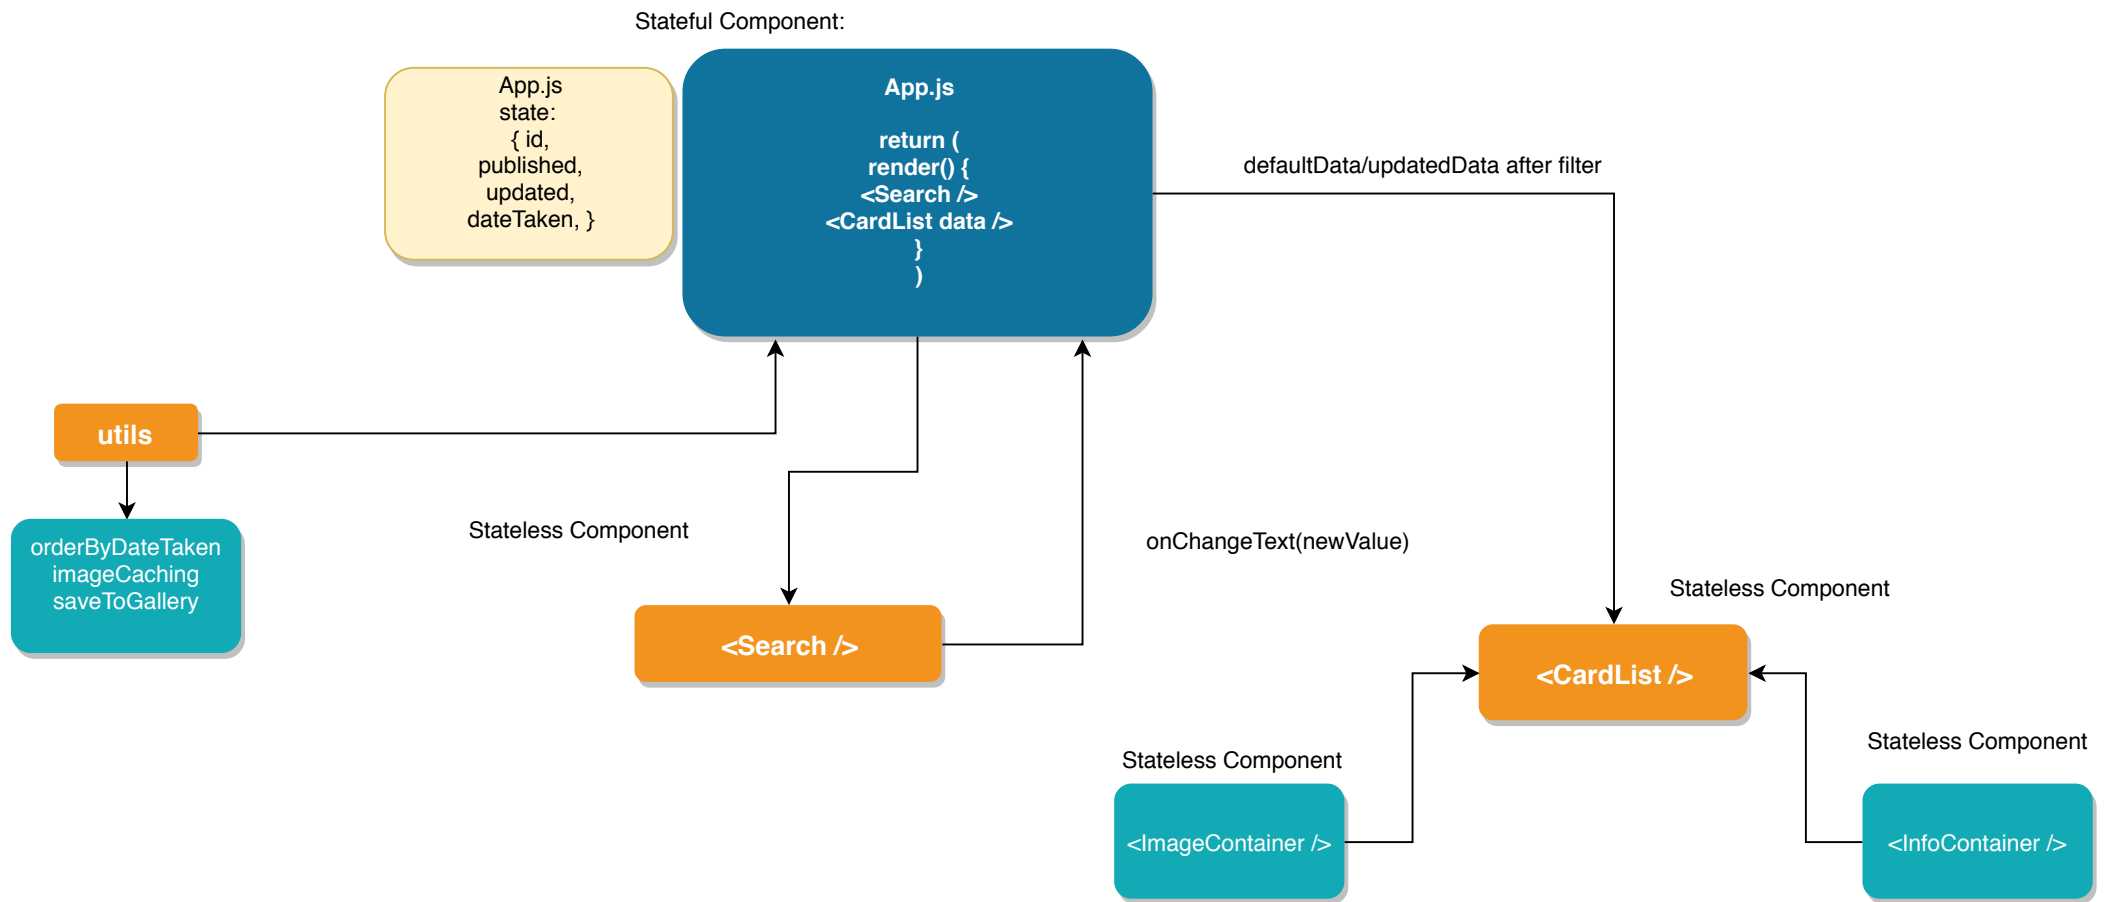 Stateful Component:
App.js
state:
{ id,
published,
updated,
dateTaken, }
App.js
return (
render() {
<Search />
<CardList data />
}
)
defaultData/updatedData after filter
utils
orderByDateTaken
imageCaching
saveToGallery
Stateless Component
<Search />
onChangeText(newValue)
Stateless Component
<CardList />
Stateless Component
<ImageContainer />
Stateless Component
<InfoContainer />